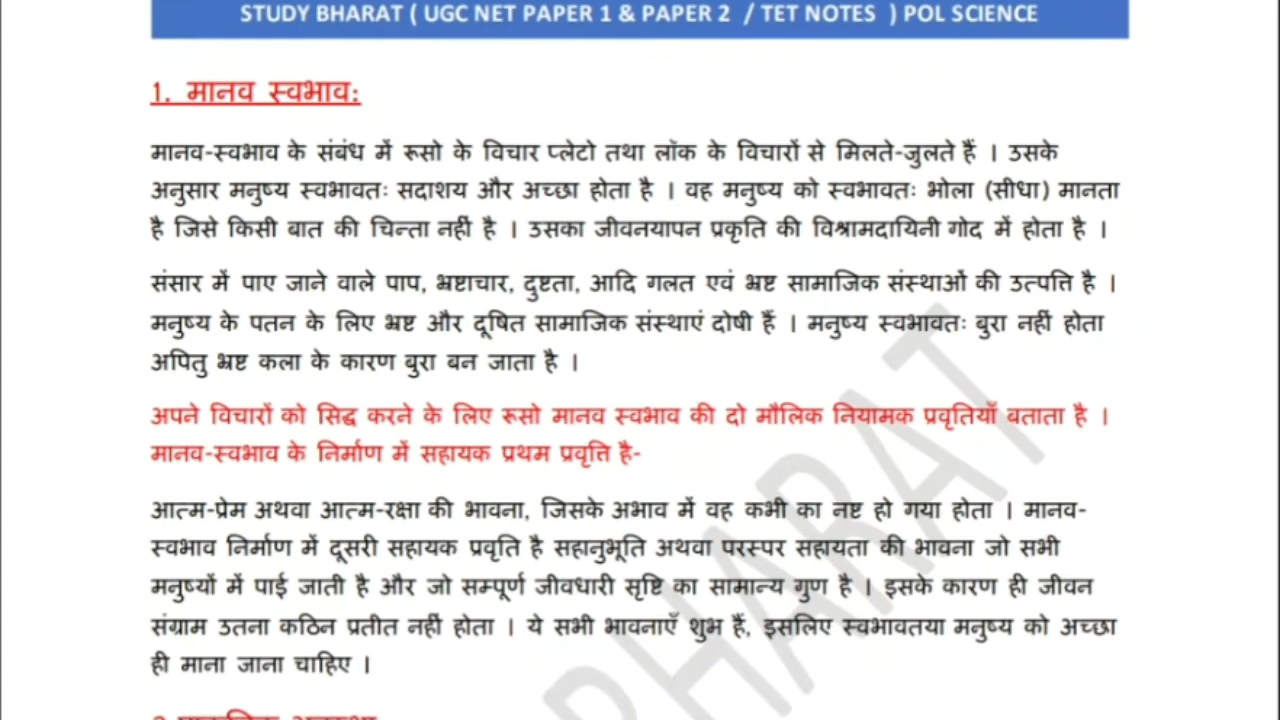 STUDY BHARAT ( UGC NET PAPER 1 & PAPER 2 / TET NOTES ) POL SCIENCE
1. मानव स्वभाव:
मानव-स्वभाव के संबंध में रूसो के विचार प्लेटो तथा लॉक के विचारों से मिलते-जुलते हैं । उसके
अनुसार मनुष्य स्वभावतः सदाशय और अच्छा होता है । वह मनुष्य को स्वभावतः भोला (सीधा) मानता
है जिसे किसी बात की चिन्ता नहीं है । उसका जीवनयापन प्रकृति की विश्रामदायिनी गोद में होता है ।
संसार में पाए जाने वाले पाप, भ्रष्टाचार, दुष्टता, आदि गलत एवं भ्रष्ट सामाजिक संस्थाओं की उत्पत्ति है ।
मनुष्य के पतन के लिए भ्रष्ट और दूषित सामाजिक संस्थाएं दोषी हैं । मनुष्य स्वभावतः बुरा नहीं होता
अपितु भ्रष्ट कला के कारण बुरा बन जाता है ।
अपने विचारों को सिद्ध करने के लिए रूसो मानव स्वभाव की दो मौलिक नियामक प्रवृतियाँ बताता है ।
मानव-स्वभाव के निर्माण में सहायक प्रथम प्रवृत्ति है-
आत्म-प्रेम अथवा आत्म-रक्षा की भावना, जिसके अभाव में वह कभी का नष्ट हो गया होता । मानव-
स्वभाव निर्माण में दूसरी सहायक प्रवृति है सहानुभूति अथवा परस्पर सहायता की भावना जो सभी
मनुष्यों में पाई जाती है और जो सम्पूर्ण जीवधारी सृष्टि का सामान्य गुण है । इसके कारण ही जीवन
संग्राम उतना कठिन प्रतीत नहीं होता । ये सभी भावनाएँ शुभ हैं, इसलिए स्वभावतया मनुष्य को अच्छा
ही माना जाना चाहिए ।
BHARAT